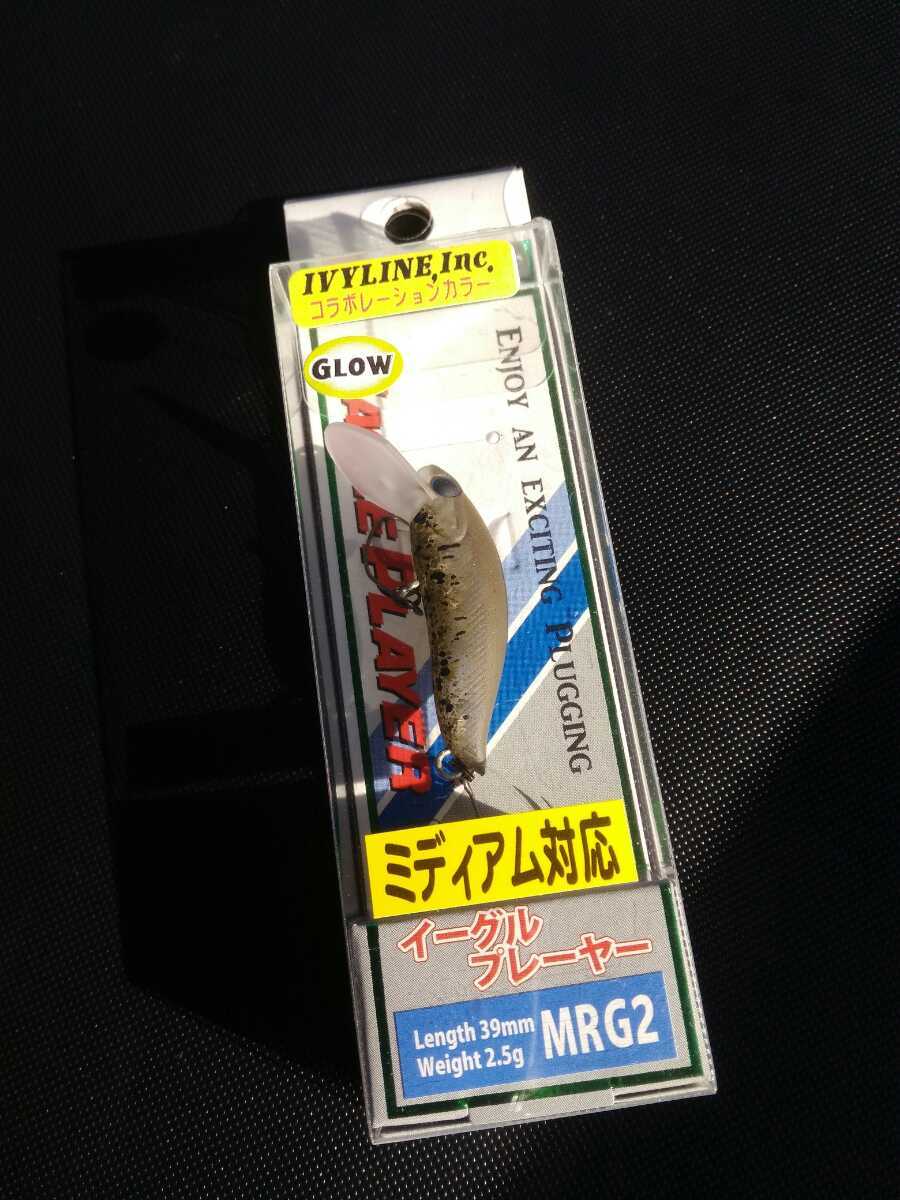 IVYLINE,Inc.
コラボレーションカラー
GLOW
ENJOY AN EXCITING PLUGGING
PLAYER
ミディアム対応
イーグル
プレーヤー
Length 39mm
Weight 2.5g
MRG2